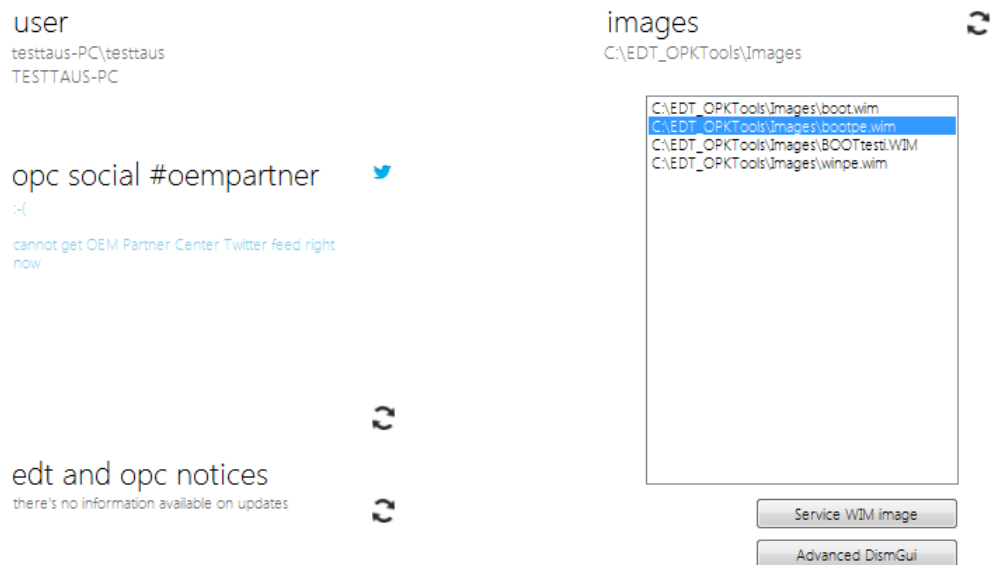 user
testtaus-PC\testtaus
TESTTAUS-PC
opc social #oempartner
:-(
cannot get OEM Partner Center Twitter feed right
now
edt and opc notices
there's no information available on updates
images
C:\EDT_OPKTools\Images
C:\EDT_OPKTools\Images\boot.wim
C:\EDT_OPKTools\Images\bootpe.wim
C:\EDT_OPKTools\Images\BOOTtesti.WIM
C:\EDT_OPKTools\Images\winpe.wim
Service WIM image
Advanced DismGui